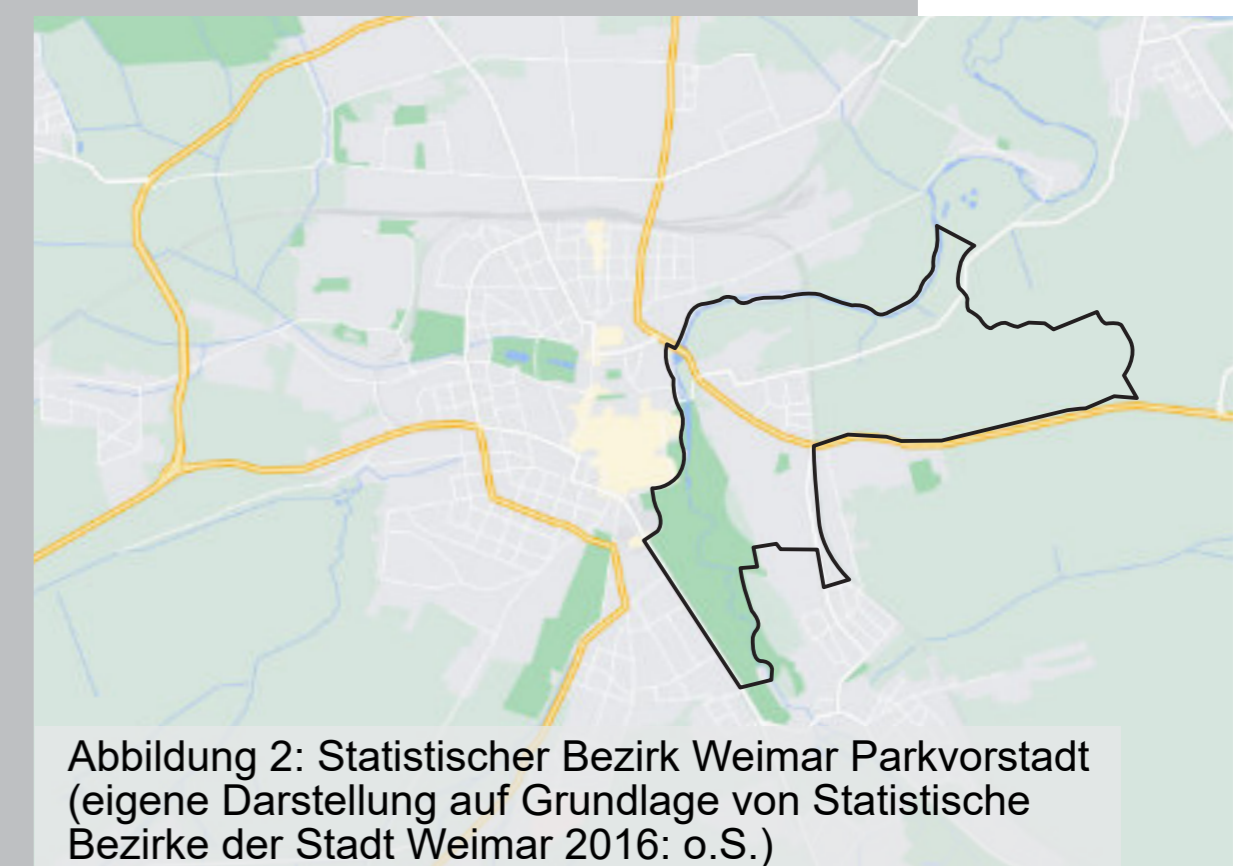 Abbildung 2: Statistischer Bezirk Weimar Parkvorstadt
(eigene Darstellung auf Grundlage von Statistische
Bezirke der Stadt Weimar 2016: o.S.)